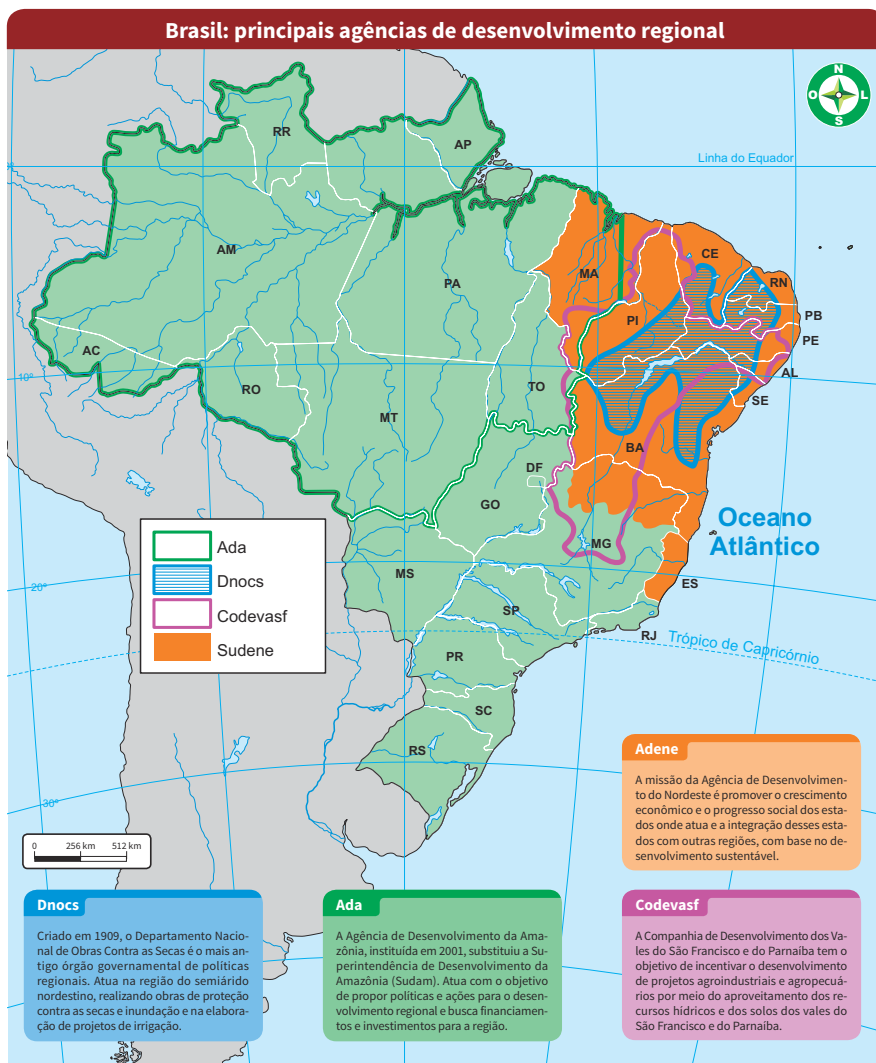 Brasil: principais agências de desenvolvimento regional
N
O
L
S
RR
AP
Linha do Equador
0º
AM
PA
MA
CE
RN
PI
PB
PE
AC
TO
AL
10º
RO
SE
MT
BA
DF
GO
Oceano
Atlântico
MG
MS
ES
20º
SP
RJ
Trópico de Capricórnio
PR
SC
RS
30º
Ada
Dnocs
Codevasf
Sudene
0 256 km 512 km
Adene
A missão da Agência de Desenvolvimen-
to do Nordeste é promover o crescimento
econômico e o progresso social dos esta-
dos onde atua e a integração desses esta-
dos com outras regiões, com base no de-
senvolvimento sustentável.
Dnocs
Criado em 1909, o Departamento Nacio-
nal de Obras Contra as Secas é o mais an-
tigo órgão governamental de políticas
regionais. Atua na região do semiárido
nordestino, realizando obras de proteção
contra as secas e inundação e na elabora-
ção de projetos de irrigação.
Ada
A Agência de Desenvolvimento da Ama-
zônia, instituída em 2001, substituiu a Su-
perintendência de Desenvolvimento da
Amazônia (Sudam). Atua com o objetivo
de propor políticas e ações para o desen-
volvimento regional e busca financiamen-
tos e investimentos para a região.
Codevasf
A Companhia de Desenvolvimento dos Va-
les do São Francisco e do Parnaíba tem o
objetivo de incentivar o desenvolvimento
de projetos agroindustriais e agropecuá-
rios por meio do aproveitamento dos re-
cursos hídricos e dos solos dos vales do
São Francisco e do Parnaíba.